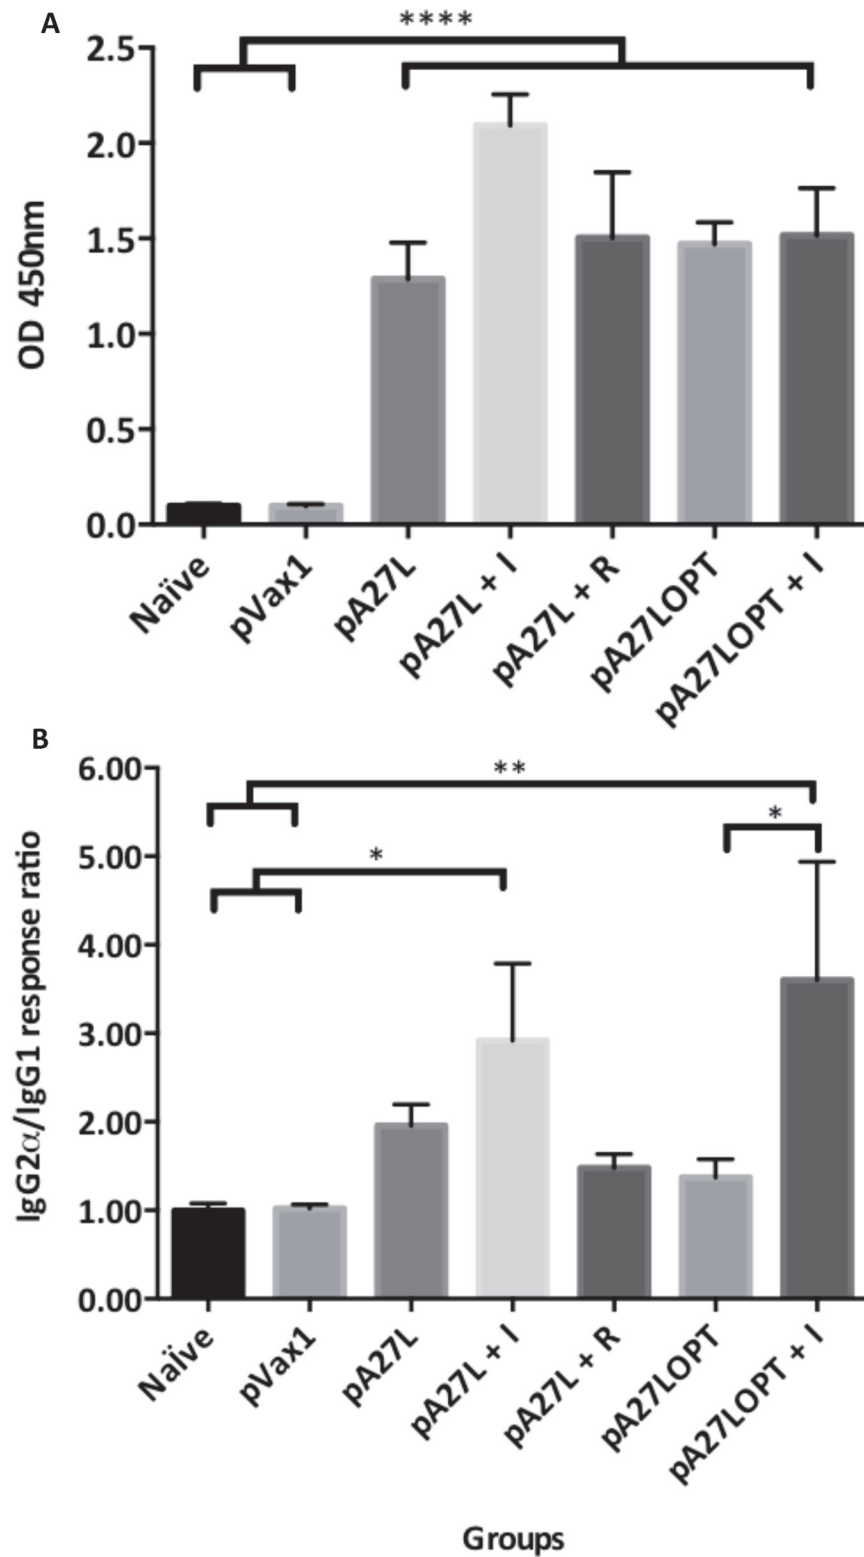 A
****
2.5
2.0
1.5
1.0
0.5
0.0
OD 450nm
Naïve
pVax1
pA27L
pA27L + I
pA27L + R
pA27LOPT
pA27LOPT + I
B
**
*
*
6.00
5.00
4.00
3.00
2.00
1.00
0.00
IgG2α/IgG1 response ratio
Naïve
pVax1
pA27L
pA27L + I
pA27L + R
pA27LOPT
pA27LOPT + I
Groups